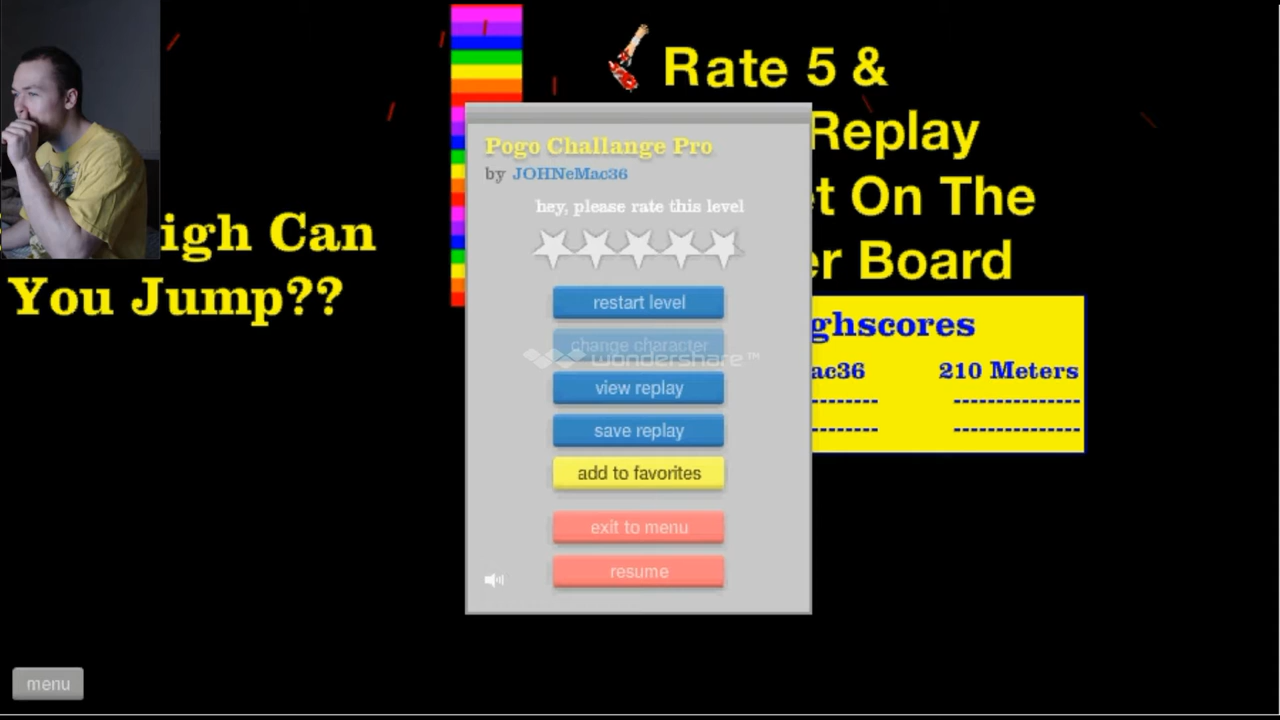 Rate 5 &
Replay
On The
Board
igh Can
You Jump??
Pogo Challange Pro
by JOHNeMac36
hey, please rate this level
restart level
change character
wondershare™
view replay
save replay
add to favorites
exit to menu
resume
ghscores
ac36 210 Meters
menu